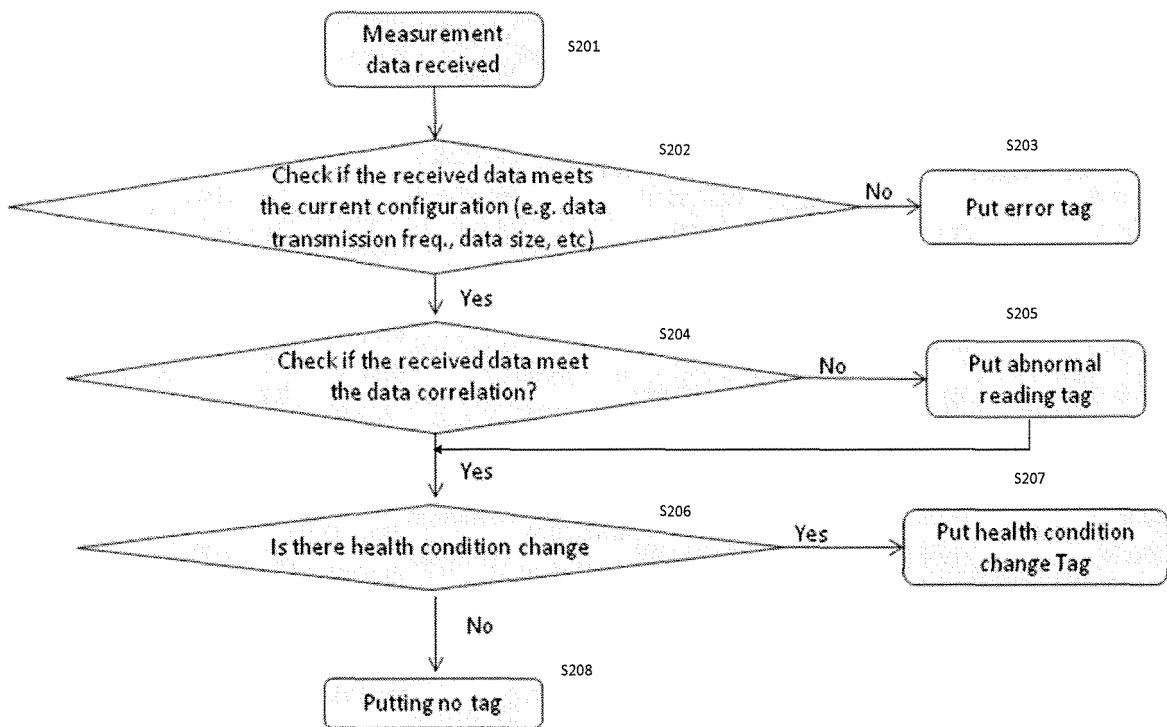 Measurement
data received
S201
S202
Check if the received data meets
the current configuration (e.g. data
transmission freq., data size, etc)
No
S203
Put error tag
Yes
S204
Check if the received data meet
the data correlation?
No
S205
Put abnormal
reading tag
Yes
S206
Is there health condition change
Yes
S207
Put health condition
change Tag
No
S208
Putting no tag